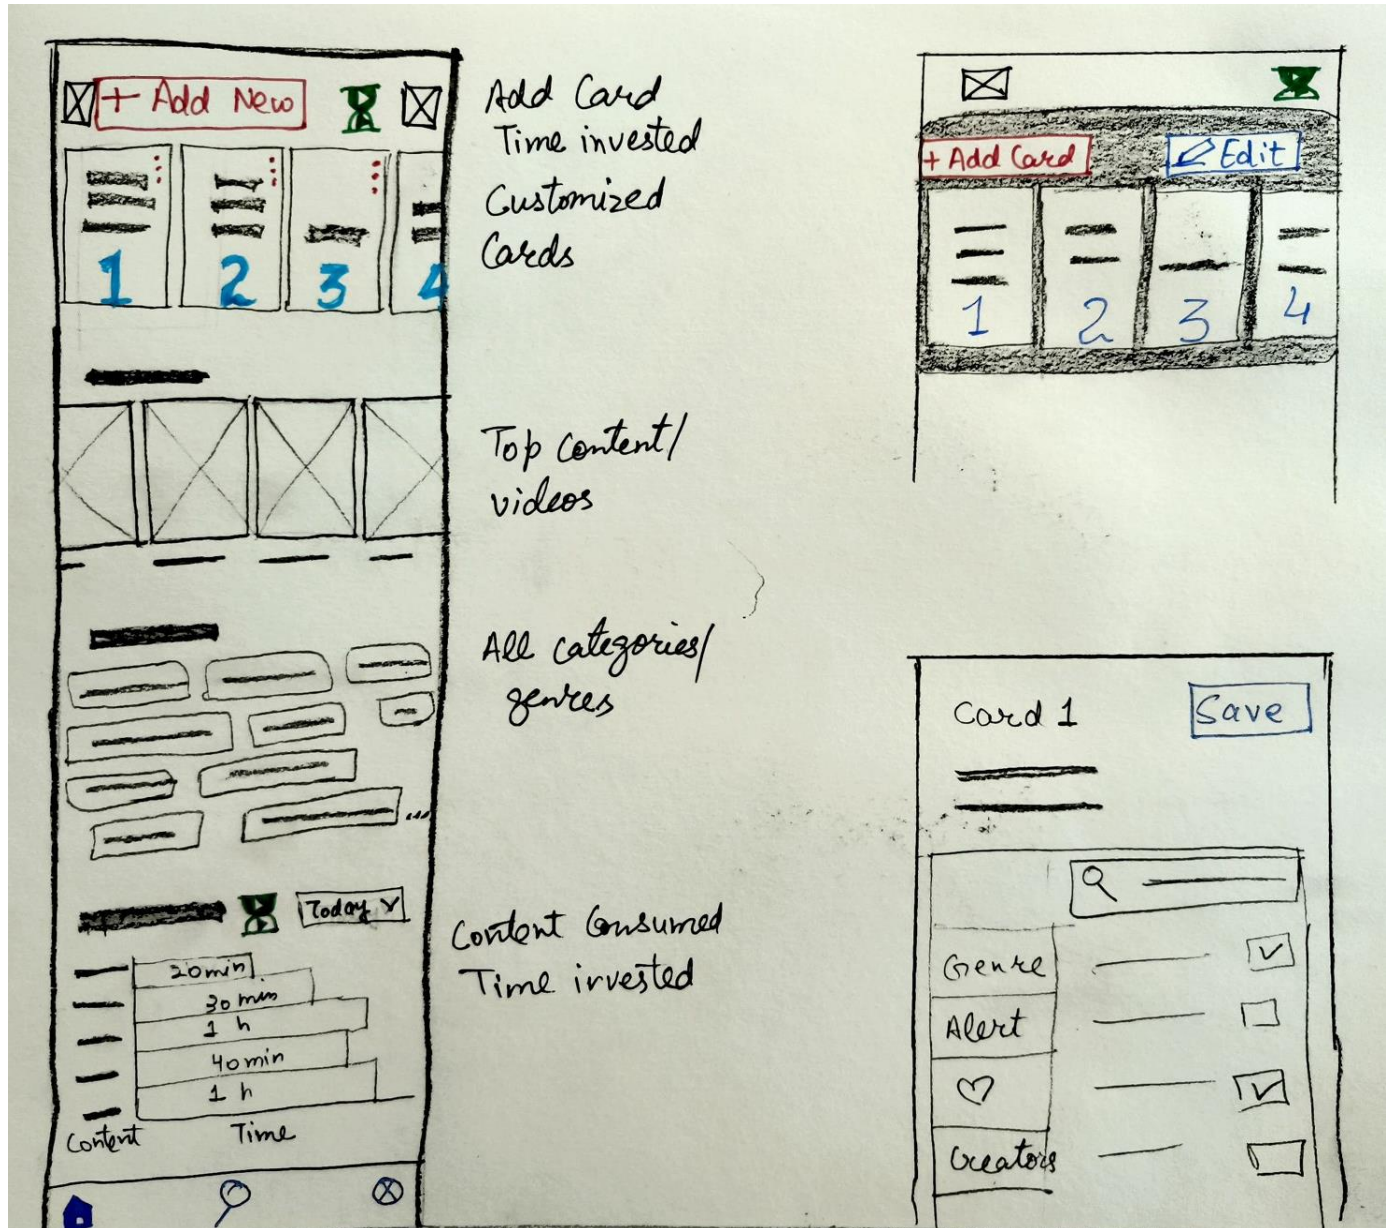 + Add New
1
2
3
4
Add Card
Time invested
Customized
Cards
Top Content/
videos
All categories/
genres
Today
20min
30 min
1 h
40min
1 h
Content
Time
Content Consumed
Time invested
+ Add Card
Edit
1
2
3
4
Card 1
Save
Genre
Alert
Creators